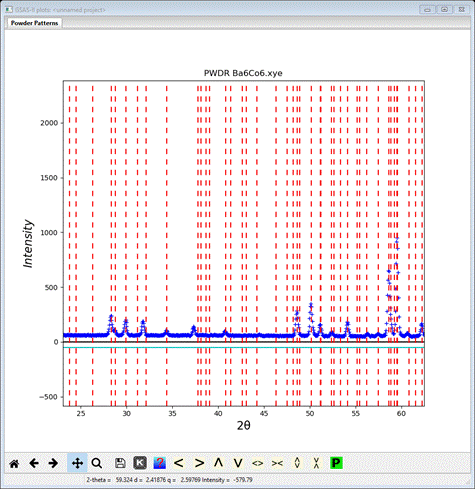 GSAS-II plots <unnamed project>
Powder Patterns
PWDR Ba6Co6.xye
2000
1500
1000
500
0
−500
Intensity
25 30 35 40 45 50 55 60
2θ
K ? < > Λ V <> >< P
2-theta = 59.324 d = 2.41876 q = 2.59769 Intensity = -579.79